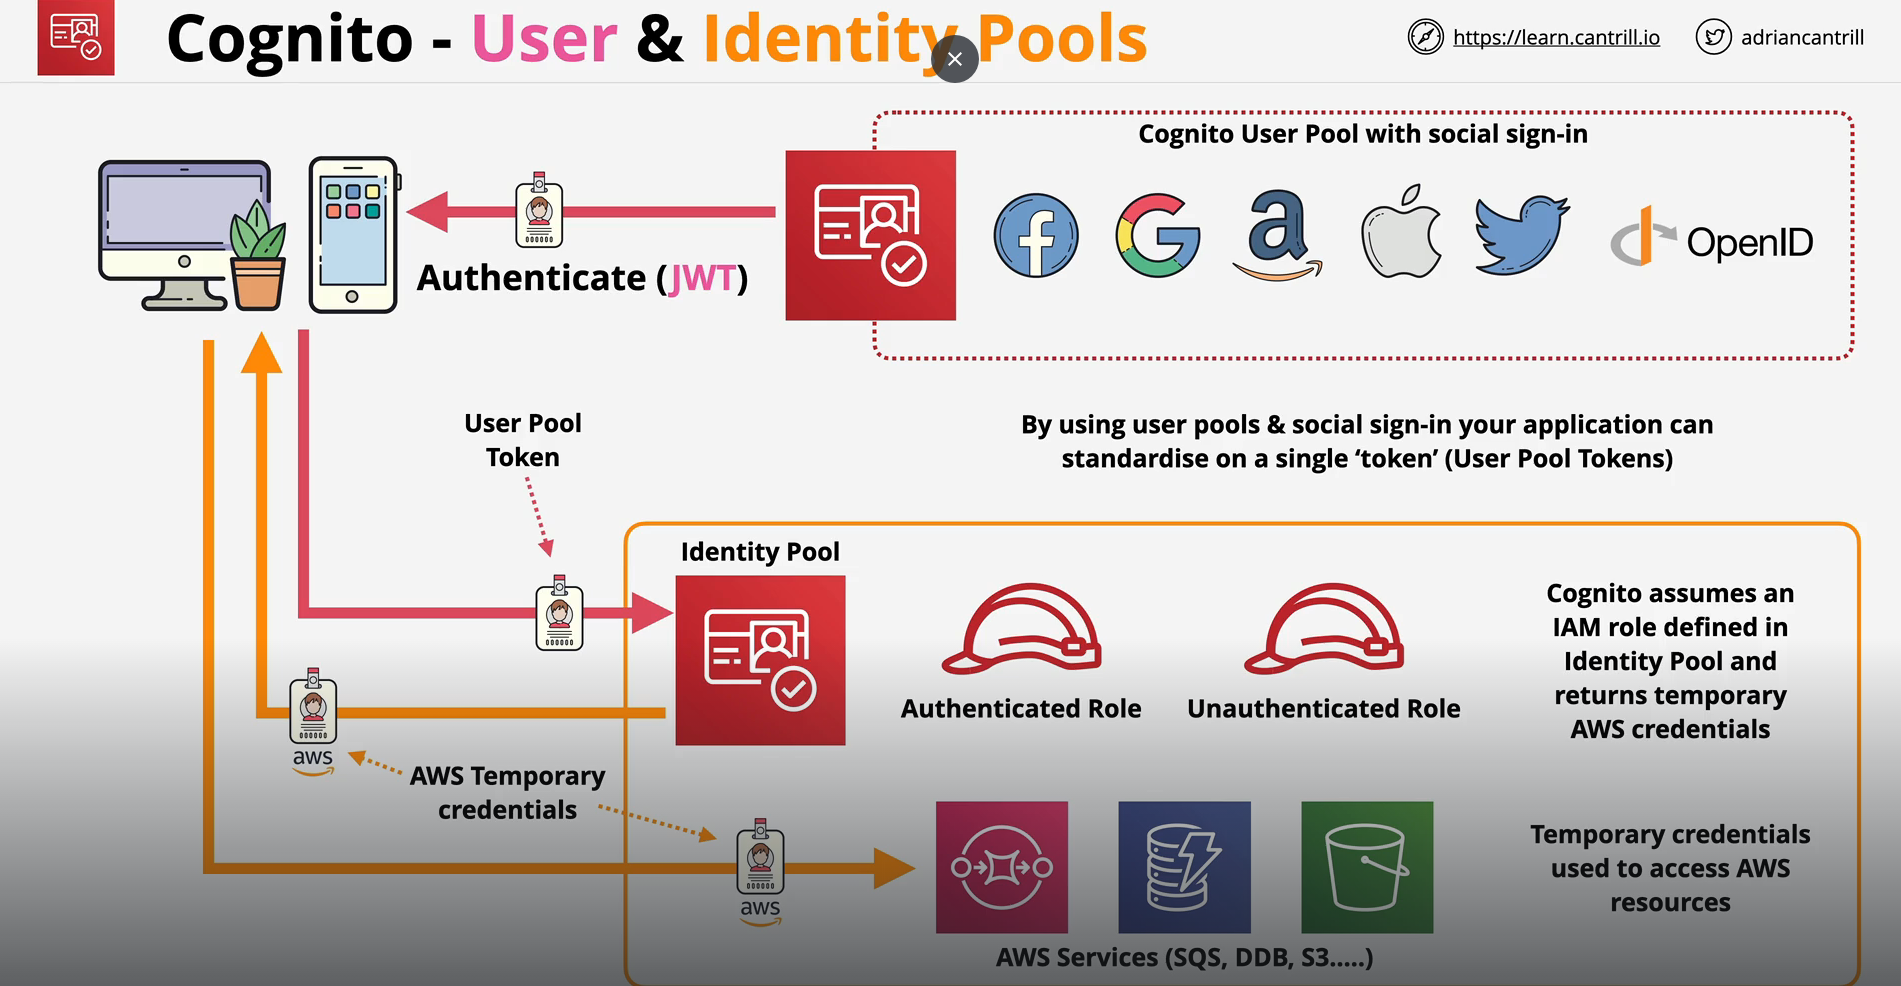 Cognito - User & Identity Pools
https://learn.cantrill.io
adriancantrill
Cognito User Pool with social sign-in
OpenID
Authenticate (JWT)
By using user pools & social sign-in your application can
standardise on a single ‘token’ (User Pool Tokens)
User Pool
Token
Identity Pool
Authenticated Role
Unauthenticated Role
Cognito assumes an
IAM role defined in
Identity Pool and
returns temporary
AWS credentials
aws
AWS Temporary
credentials
aws
Temporary credentials
used to access AWS
resources
AWS Services (SQS, DDB, S3.....)